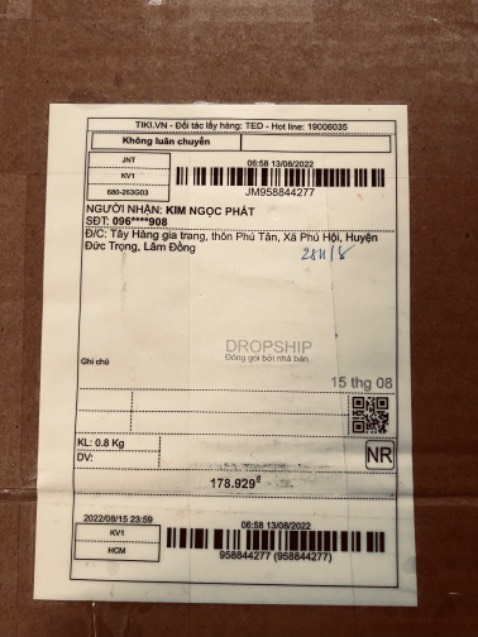 TIKI.VN - Đối tác lấy hàng: TED - Hot line: 19006035
Không luân chuyển
JNT
KV1
680-263G03
06:58 13/08/2022
JM958844277
NGƯỜI NHẬN: KIM NGỌC PHÁT
SĐT: 096****908
Đ/C: Tây Hàng gia trang, thôn Phú Tân, Xã Phú Hội, Huyện
Đức Trọng, Lâm Đồng
DROPSHIP
Đóng gói bởi nhà bán
Ghi chú
15 thg 08
KL: 0.8 Kg
DV:
NR
178.929đ
2022/08/15 23:59
KV1
HCM
06:58 13/08/2022
958844277 (958844277)